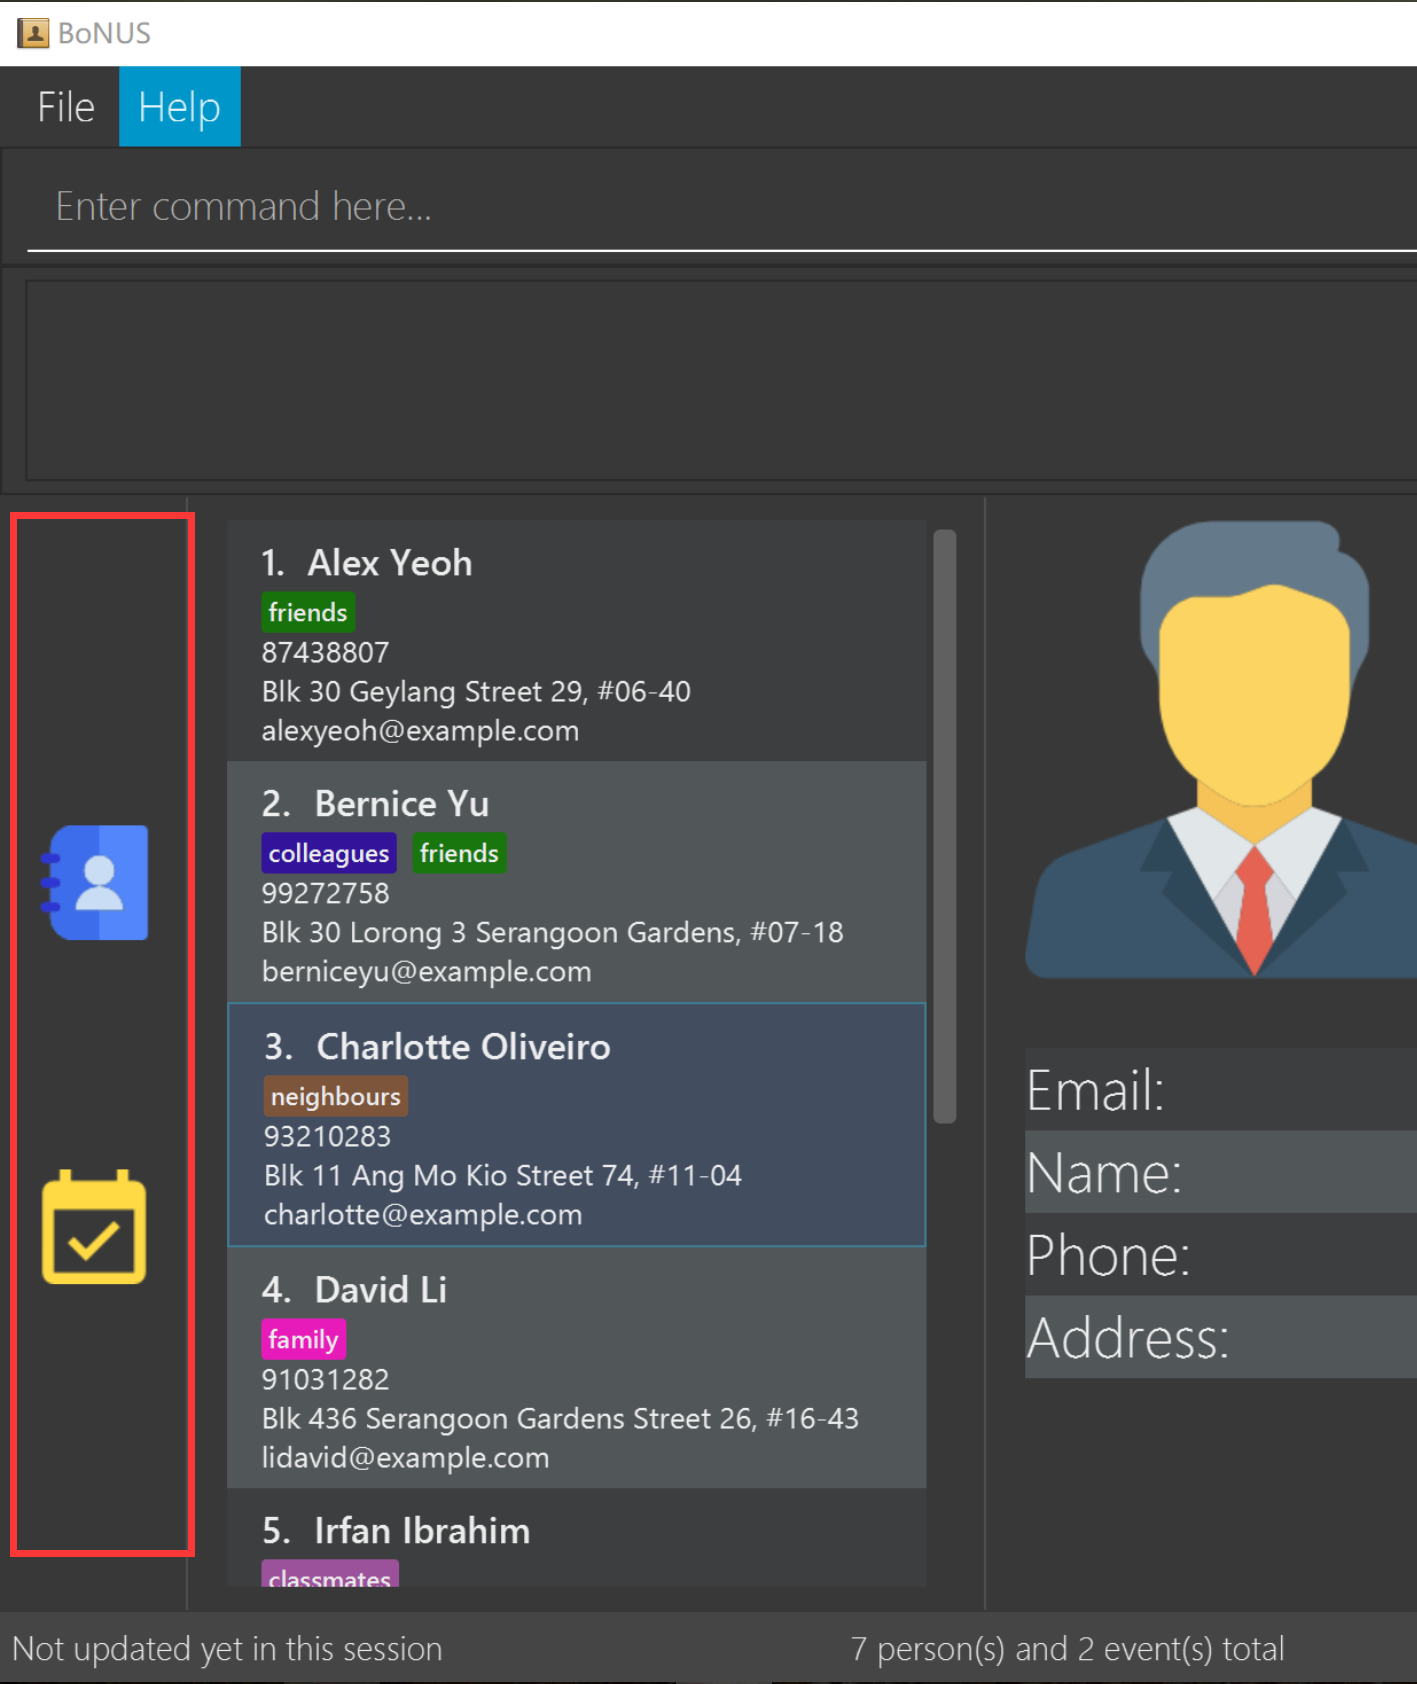 BoNUS
File Help
Enter command here...
1. Alex Yeoh
friends
87438807
Blk 30 Geylang Street 29, #06-40
alexyeoh@example.com
2. Bernice Yu
colleagues friends
99272758
Blk 30 Lorong 3 Serangoon Gardens, #07-18
berniceyu@example.com
3. Charlotte Oliveiro
neighbours
93210283
Blk 11 Ang Mo Kio Street 74, #11-04
charlotte@example.com
4. David Li
family
91031282
Blk 436 Serangoon Gardens Street 26, #16-43
lidavid@example.com
5. Irfan Ibrahim
classmates
Email:
Name:
Phone:
Address:
Not updated yet in this session
7 person(s) and 2 event(s) total